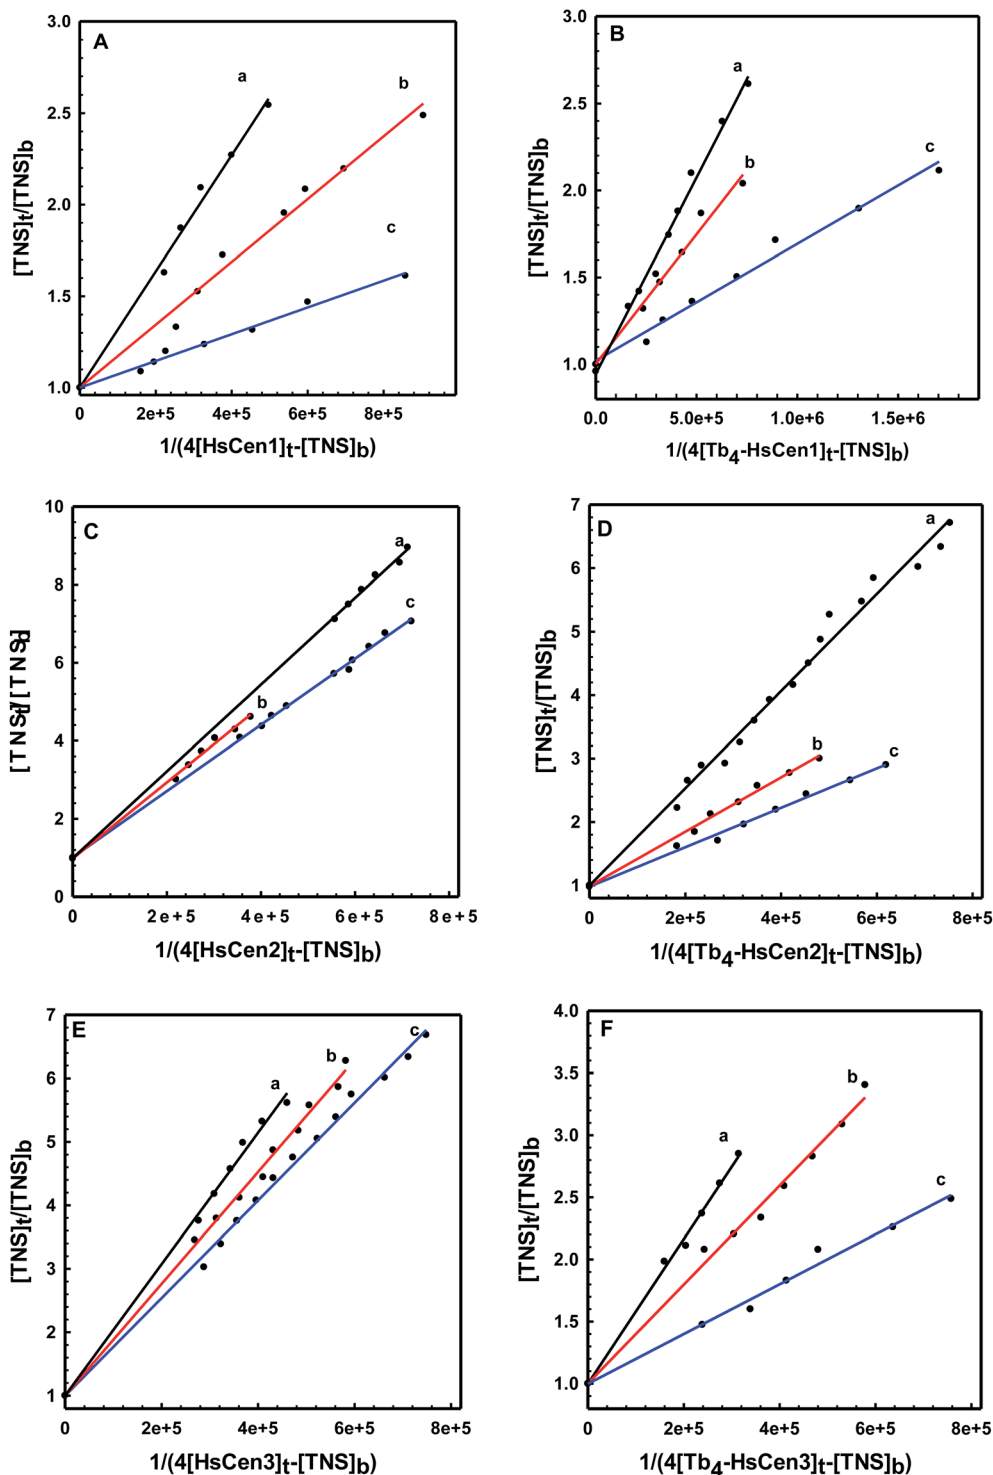 A
3.0
2.5
2.0
1.5
1.0
[TNS]t/[TNS]b
a
b
c
0 2e+5 4e+5 6e+5 8e+5
1/(4[HsCen1]t-[TNS]b)
B
3.0
2.5
2.0
1.5
1.0
[TNS]t/[TNS]b
a
b
c
0.0 5.0e+5 1.0e+6 1.5e+6
1/(4[Tb4-HsCen1]t-[TNS]b)
C
10
8
6
4
2
0
[TNS]t/[TNS]b
a
c
b
0 2e+5 4e+5 6e+5 8e+5
1/(4[HsCen2]t-[TNS]b)
D
7
6
5
4
3
2
1
[TNS]t/[TNS]b
a
b
c
0 2e+5 4e+5 6e+5 8e+5
1/(4[Tb4-HsCen2]t-[TNS]b)
E
7
6
5
4
3
2
1
[TNS]t/[TNS]b
a
b
c
0 2e+5 4e+5 6e+5 8e+5
1/(4[HsCen3]t-[TNS]b)
F
4.0
3.5
3.0
2.5
2.0
1.5
1.0
[TNS]t/[TNS]b
a
b
c
0 2e+5 4e+5 6e+5 8e+5
1/(4[Tb4-HsCen3]t-[TNS]b)